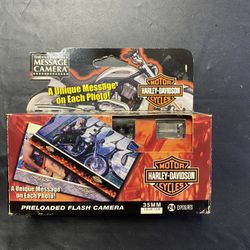 MESSAGE
CAMERA
A Unique Message
on Each Photo!
MOTOR
HARLEY-DAVIDSON
CYCLES
A Unique Message
on Each Photo!
MOTOR
HARLEY-DAVIDSON
CYCLES
PRELOADED FLASH CAMERA
35MM
24 EXPOSURES